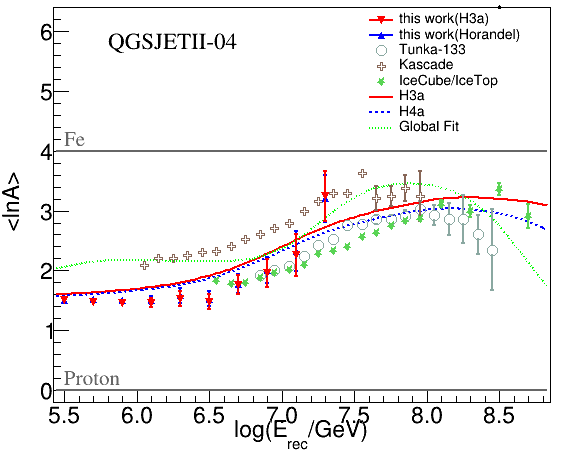 QGSJETII-04
this work(H3a)
this work(Horandel)
Tunka-133
Kascade
IceCube/IceTop
H3a
H4a
Global Fit
Fe
Proton
<lnA>
6
5
4
3
2
1
0
5.5 6.0 6.5 7.0 7.5 8.0 8.5
log(E_rec/GeV)